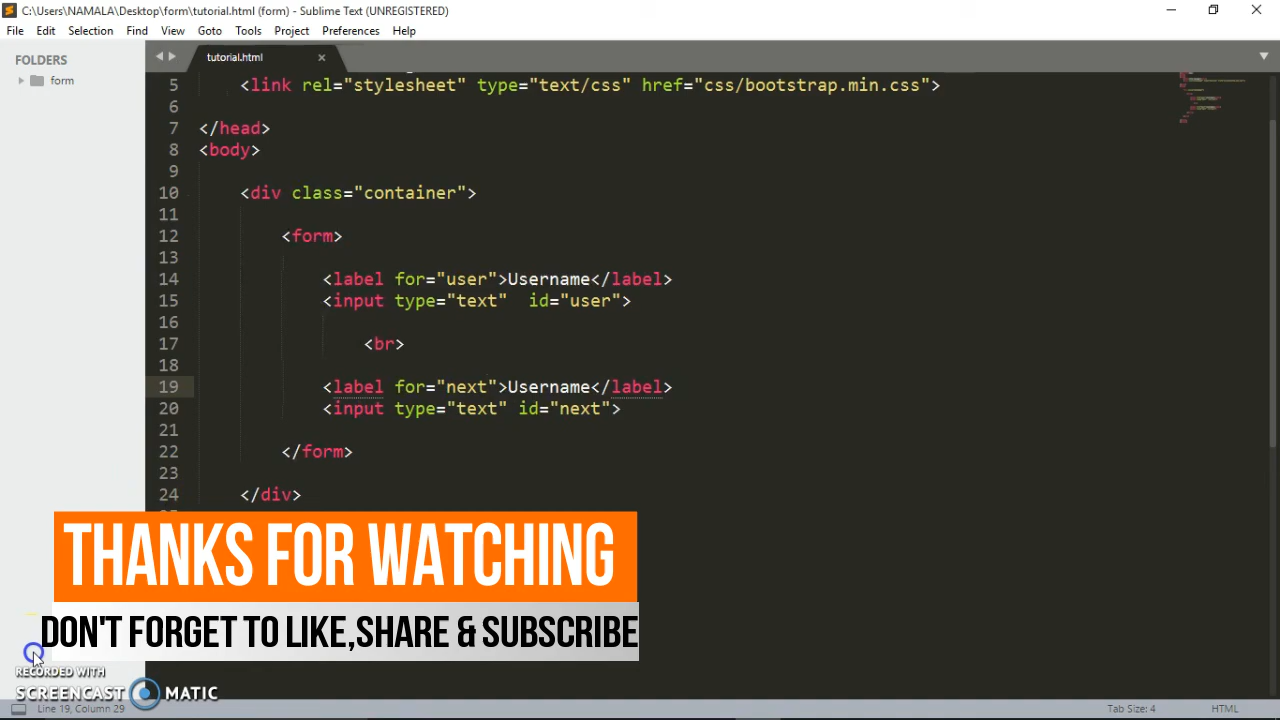 C:\Users\NAMALA\Desktop\form\tutorial.html (form) - Sublime Text (UNREGISTERED)
File Edit Selection Find View Goto Tools Project Preferences Help
FOLDERS
form
tutorial.html
5 <link rel="stylesheet" type="text/css" href="css/bootstrap.min.css">
6
7 </head>
8 <body>
9
10 <div class="container">
11
12 <form>
13
14 <label for="user">Username</label>
15 <input type="text"  id="user">
16
17 <br>
18
19 <label for="next">Username</label>
20 <input type="text" id="next">
21
22 </form>
23
24 </div>
THANKS FOR WATCHING
DON'T FORGET TO LIKE,SHARE & SUBSCRIBE
RECORDED WITH
SCREENCAST MATIC
Line 19, Column 29
Tab Size: 4
HTML